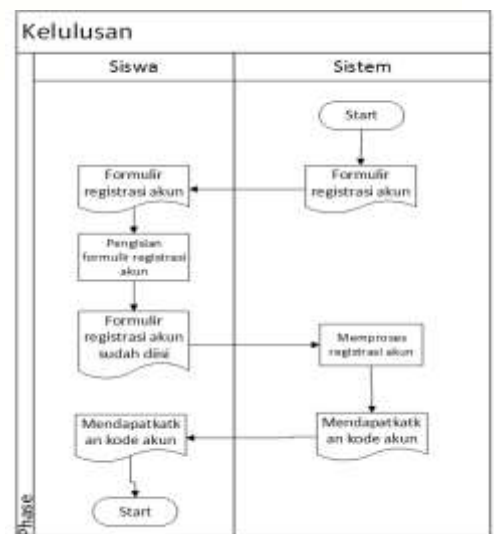 Kelulusan
Siswa
Sistem
Start
Formulir
registrasi akun
Formulir
registrasi akun
Pengisian
formulir registrasi
akun
Formulir
registrasi akun
sudah diisi
Memproses
registrasi akun
Mendapatkatk
an kode akun
Mendapatkatk
an kode akun
Start
Phase